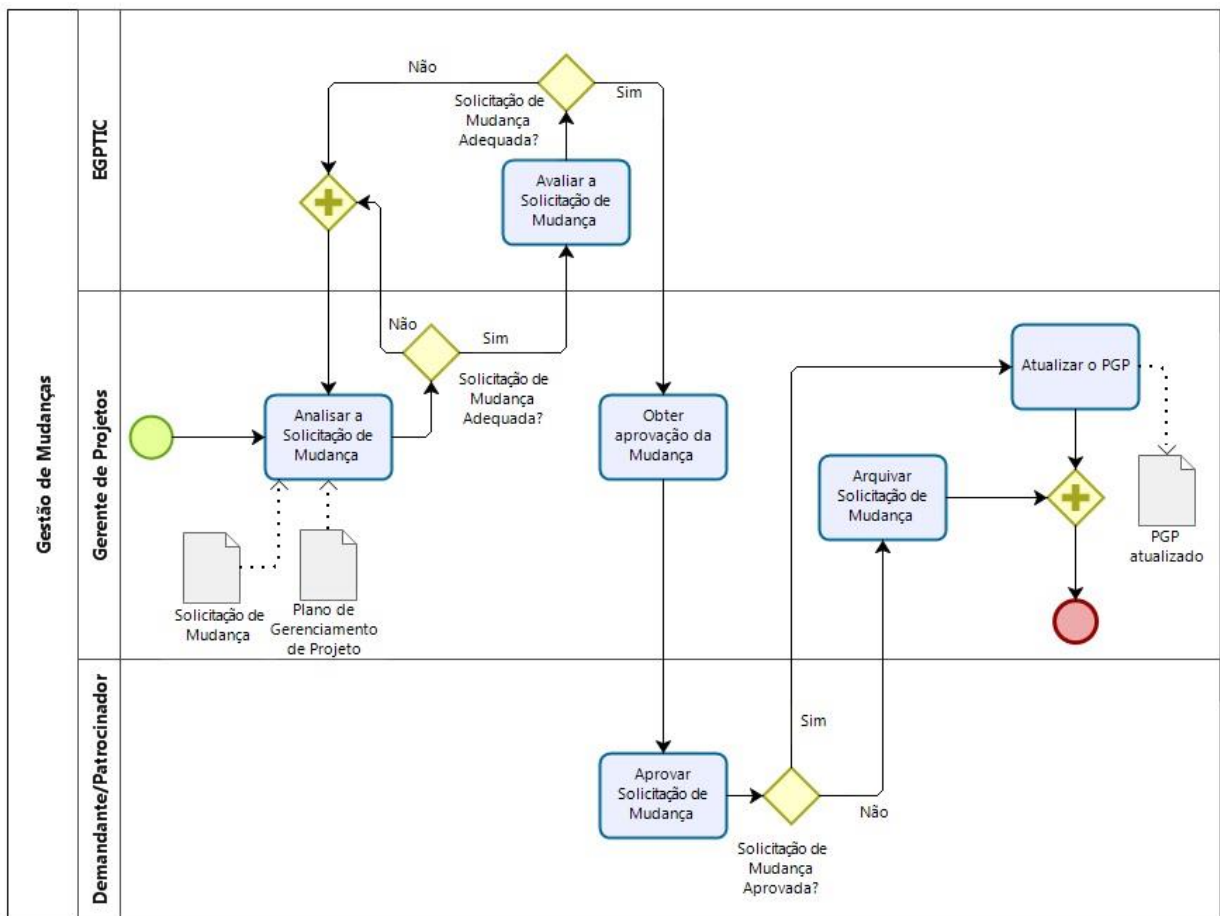 Gestão de Mudanças
EGPTIC
Não
Sim
Solicitação de
Mudança
Adequada?
Avaliar a
Solicitação de
Mudança
Gerente de Projetos
Não
Sim
Solicitação de
Mudança
Adequada?
Analisar a
Solicitação de
Mudança
Solicitação de
Mudança
Plano de
Gerenciamento
de Projeto
Obter
aprovação da
Mudança
Atualizar o PGP
Arquivar
Solicitação de
Mudança
PGP
atualizado
Demandante/Patrocinador
Aprovar
Solicitação de
Mudança
Sim
Não
Solicitação de
Mudança
Aprovada?